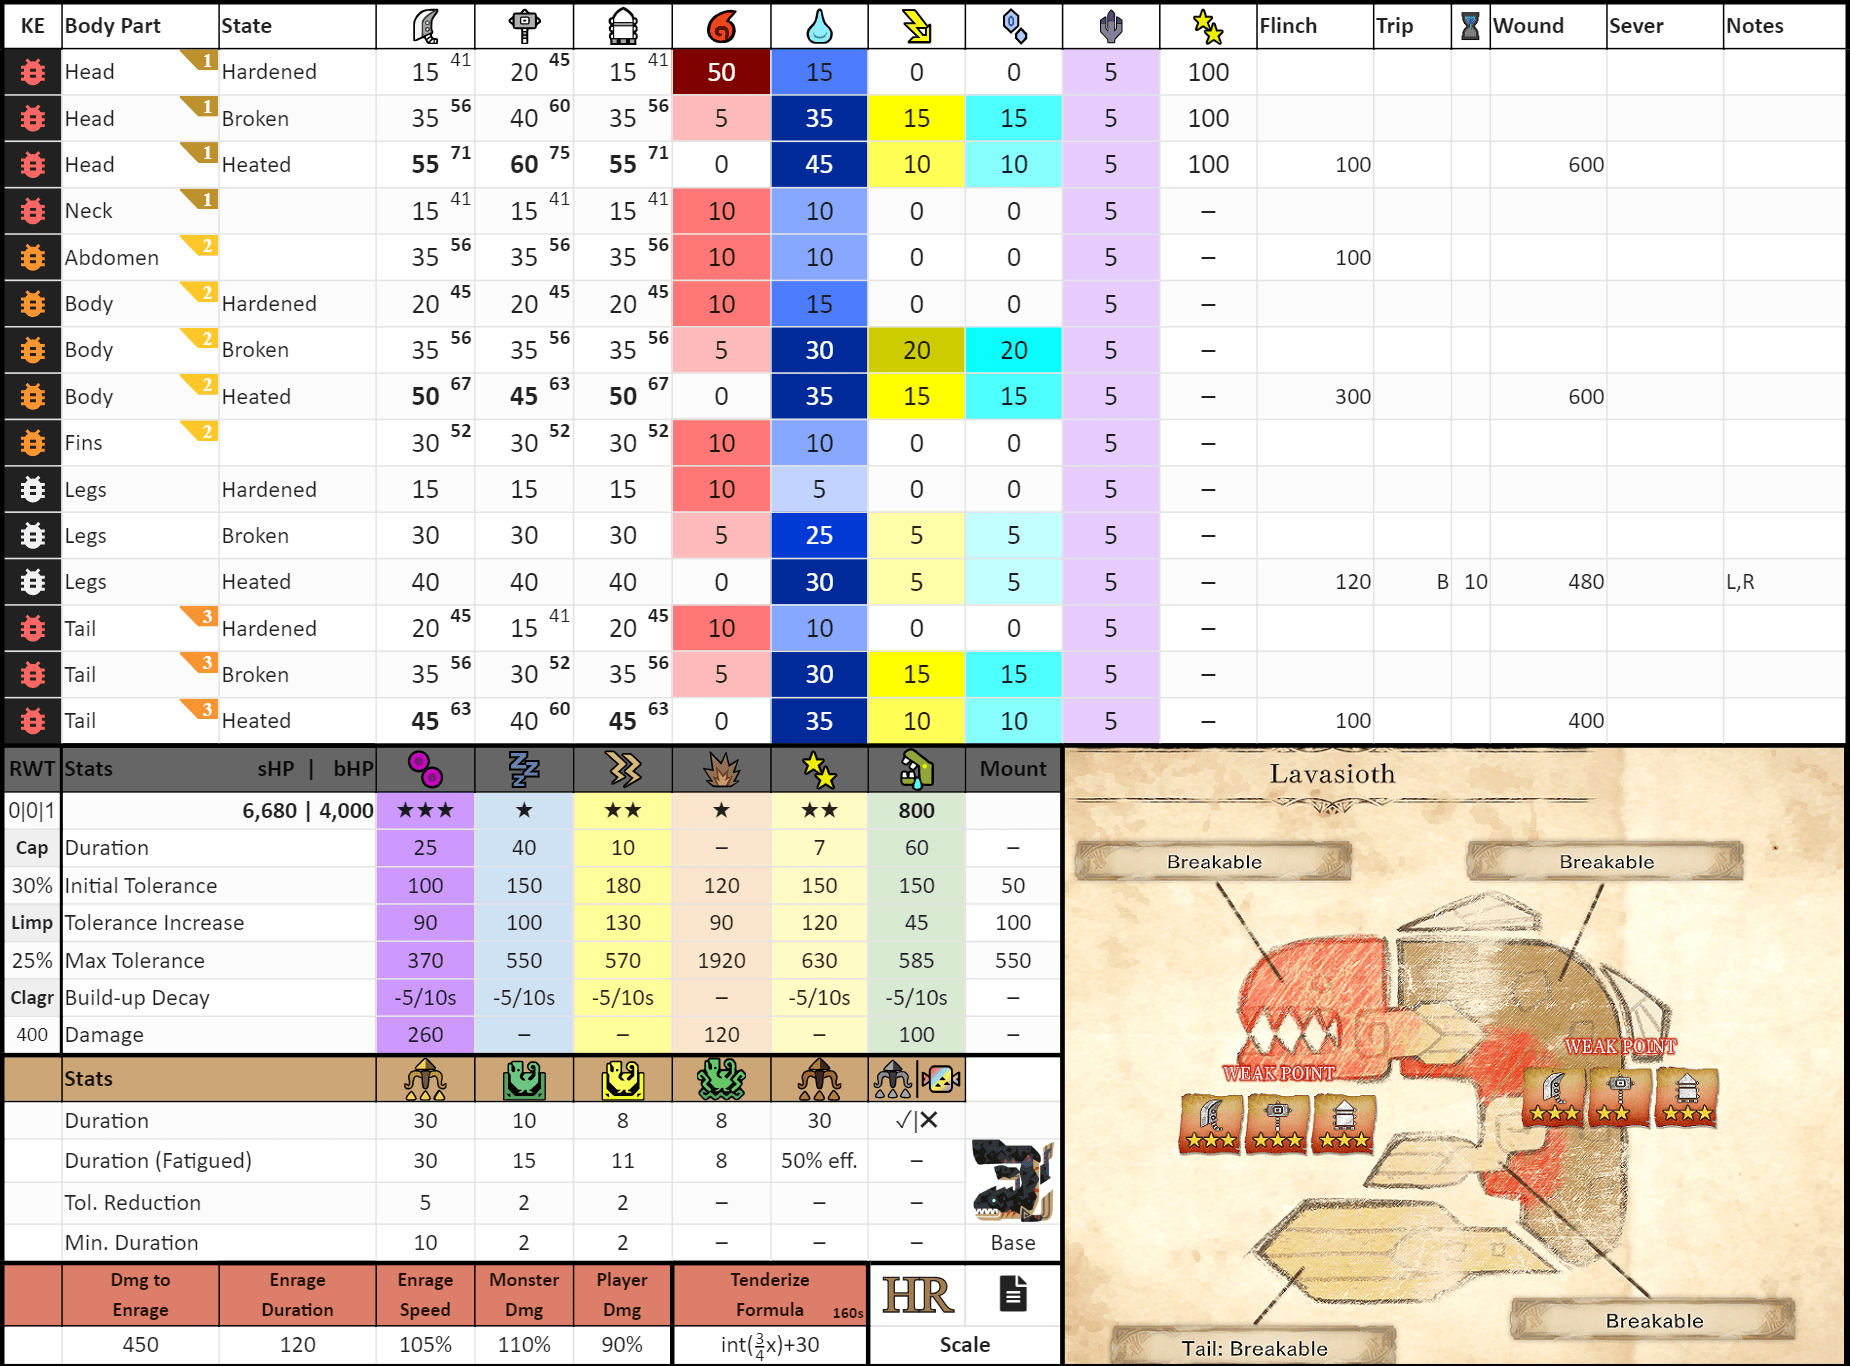 KE Body Part State Flinch Trip Wound Sever Notes
Head 1 Hardened 15 41 20 45 15 41 50 15 0 0 5 100
Head 1 Broken 35 56 40 60 35 56 5 35 15 15 5 100
Head 1 Heated 55 71 60 75 55 71 0 45 10 10 5 100 100 600
Neck 1 15 41 15 41 15 41 10 10 0 0 5 –
Abdomen 2 35 56 35 56 35 56 10 10 0 0 5 – 100
Body 2 Hardened 20 45 20 45 20 45 10 15 0 0 5 –
Body 2 Broken 35 56 35 56 35 56 5 30 20 20 5 –
Body 2 Heated 50 67 45 63 50 67 0 35 15 15 5 – 300 600
Fins 2 30 52 30 52 30 52 10 10 0 0 5 –
Legs Hardened 15 15 15 10 5 0 0 5 –
Legs Broken 30 30 30 5 25 5 5 5 –
Legs Heated 40 40 40 0 30 5 5 5 – 120 B 10 480 L,R
Tail 3 Hardened 20 45 15 41 20 45 10 10 0 0 5 –
Tail 3 Broken 35 56 30 52 35 56 5 30 15 15 5 –
Tail 3 Heated 45 63 40 60 45 63 0 35 10 10 5 – 100 400
RWT Stats sHP | bHP Mount
0|0|1 6,680 | 4,000 ★★★ ★ ★★ ★ ★★ 800
Cap Duration 25 40 10 – 7 60 –
30% Initial Tolerance 100 150 180 120 150 150 50
Limp Tolerance Increase 90 100 130 90 120 45 100
25% Max Tolerance 370 550 570 1920 630 585 550
Clagr Build-up Decay -5/10s -5/10s -5/10s – -5/10s -5/10s –
400 Damage 260 – – 120 – 100 –
Stats
Duration 30 10 8 8 30 ✓|✕
Duration (Fatigued) 30 15 11 8 50% eff. –
Tol. Reduction 5 2 2 – – –
Min. Duration 10 2 2 – – – Base
Dmg to Enrage Enrage Duration Enrage Speed Monster Dmg Player Dmg Tenderize Formula 160s HR
450 120 105% 110% 90% int(3/4x)+30 Scale
Lavasioth
Breakable
Breakable
WEAK POINT
WEAK POINT
Breakable
Tail: Breakable